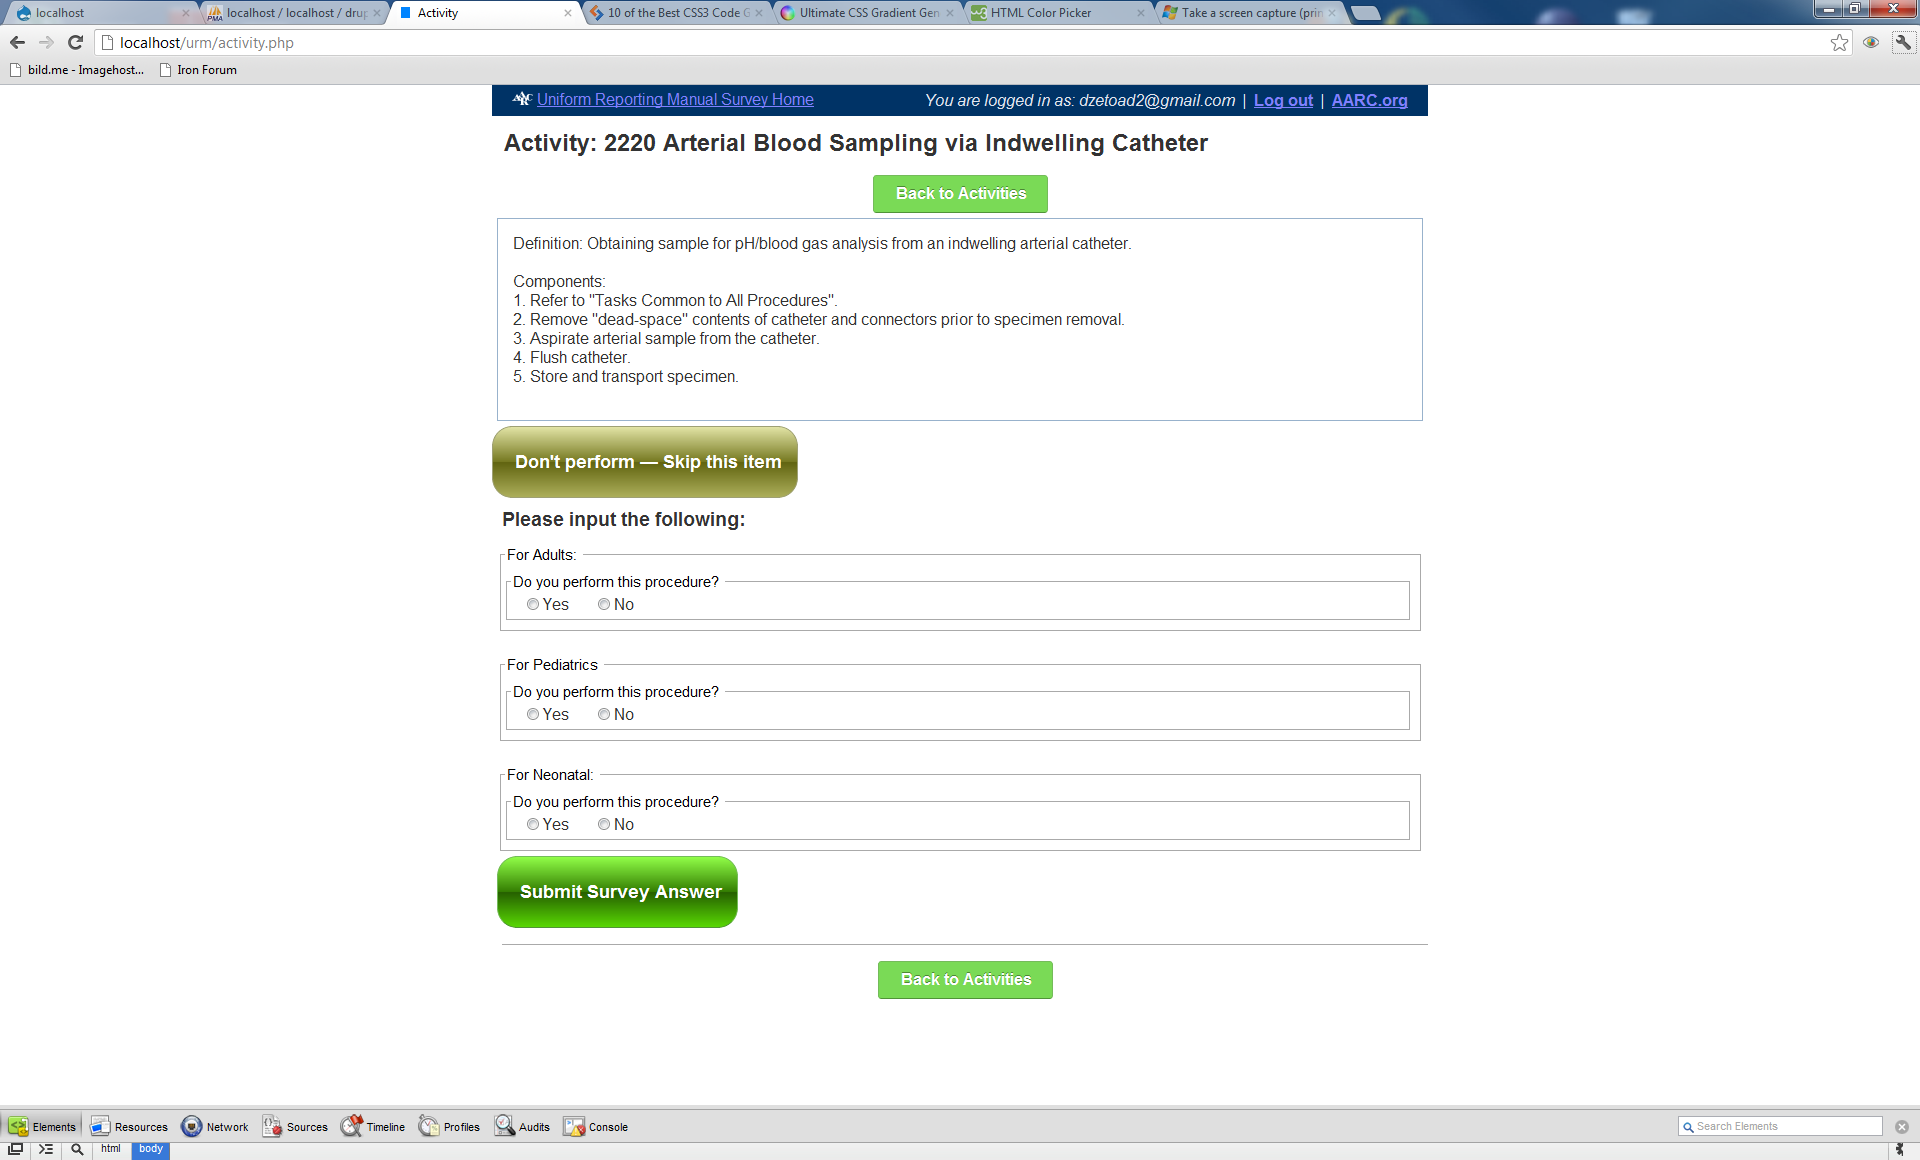 localhost
localhost / localhost / drup
Activity
10 of the Best CSS3 Code G
Ultimate CSS Gradient Gen
HTML Color Picker
Take a screen capture (prin
localhost/urm/activity.php
bild.me - Imagehost...
Iron Forum
AARC Uniform Reporting Manual Survey Home
You are logged in as: dzetoad2@gmail.com | Log out | AARC.org
Activity: 2220 Arterial Blood Sampling via Indwelling Catheter
Back to Activities
Definition: Obtaining sample for pH/blood gas analysis from an indwelling arterial catheter.
Components:
1. Refer to "Tasks Common to All Procedures".
2. Remove "dead-space" contents of catheter and connectors prior to specimen removal.
3. Aspirate arterial sample from the catheter.
4. Flush catheter.
5. Store and transport specimen.
Don't perform — Skip this item
Please input the following:
For Adults:
Do you perform this procedure?
Yes No
For Pediatrics
Do you perform this procedure?
Yes No
For Neonatal:
Do you perform this procedure?
Yes No
Submit Survey Answer
Back to Activities
Elements Resources Network Sources Timeline Profiles Audits Console Search Elements
html body